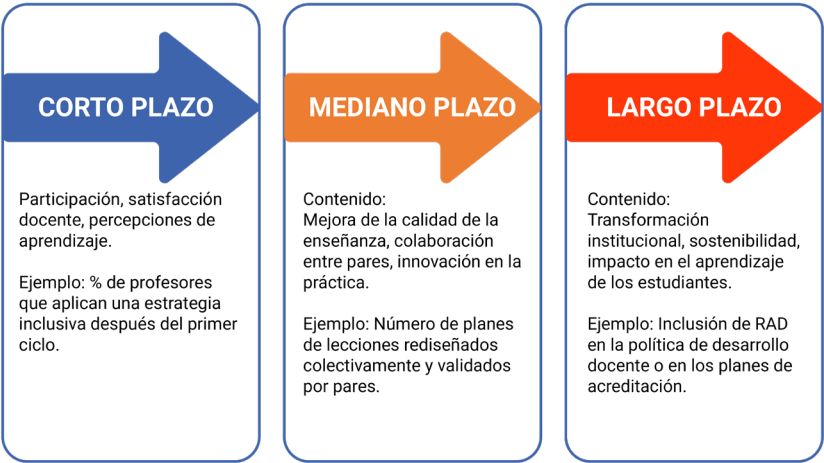 CORTO PLAZO
Participación, satisfacción
docente, percepciones de
aprendizaje.
Ejemplo: % de profesores
que aplican una estrategia
inclusiva después del primer
ciclo.
MEDIANO PLAZO
Contenido:
Mejora de la calidad de la
enseñanza, colaboración
entre pares, innovación en la
práctica.
Ejemplo: Número de planes
de lecciones rediseñados
colectivamente y validados
por pares.
LARGO PLAZO
Contenido:
Transformación
institucional, sostenibilidad,
impacto en el aprendizaje
de los estudiantes.
Ejemplo: Inclusión de RAD
en la política de desarrollo
docente o en los planes de
acreditación.